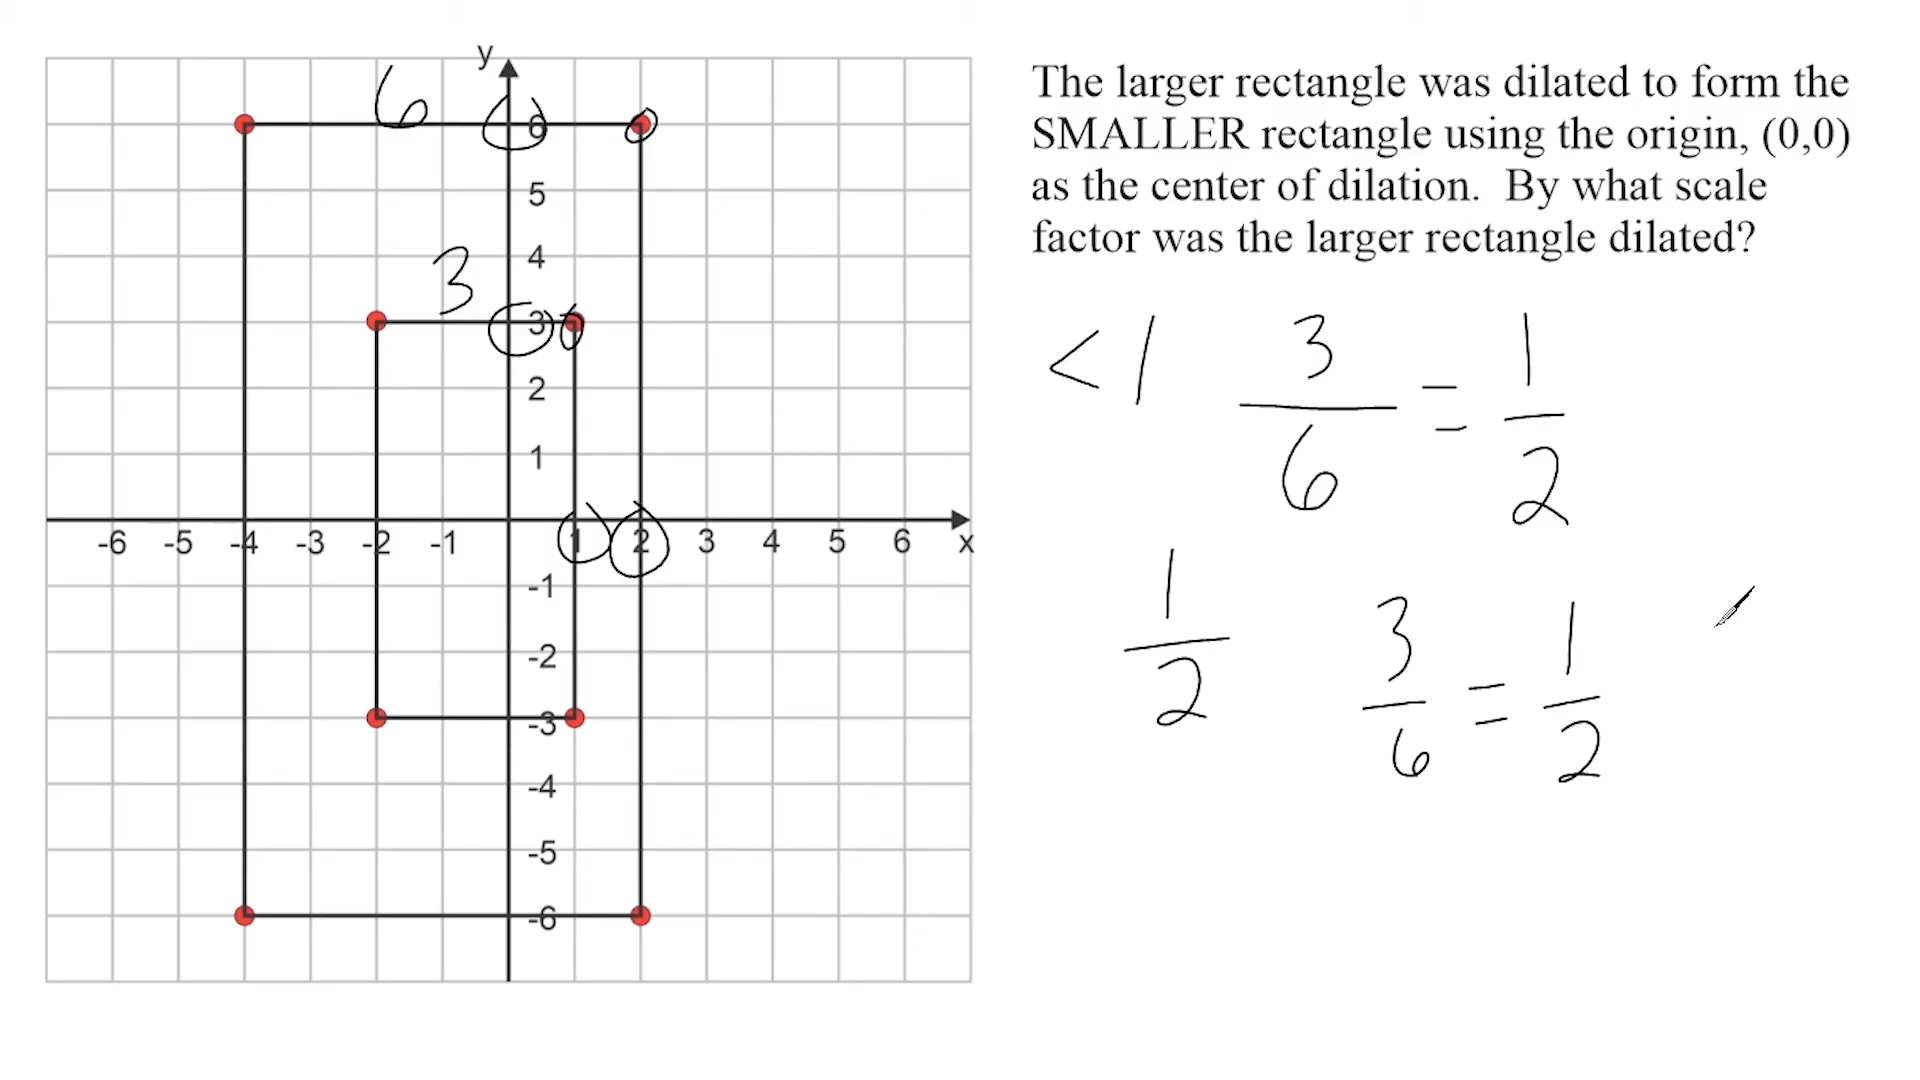 y
6
6
5
3
4
3
2
1
-6 -5 -4 -3 -2 -1 1 2 3 4 5 6 x
-1
-2
-3
-4
-5
-6
The larger rectangle was dilated to form the
SMALLER rectangle using the origin, (0,0)
as the center of dilation. By what scale
factor was the larger rectangle dilated?
<1 3/6 = 1/2
1/2 3/6 = 1/2